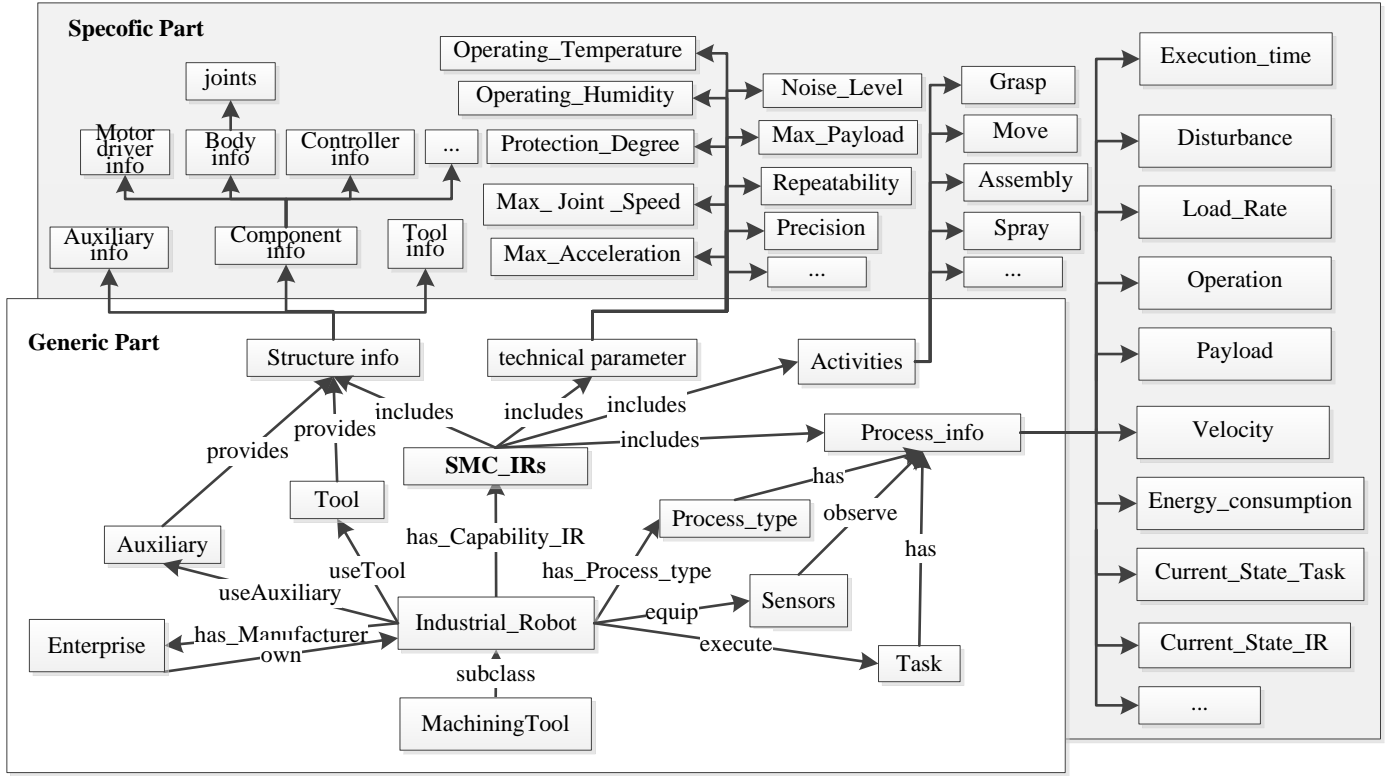 Specofic Part
joints
Motor
driver
info
Body
info
Controller
info
...
Auxiliary
info
Component
info
Tool
info
Operating_Temperature
Operating_Humidity
Protection_Degree
Max_ Joint _Speed
Max_Acceleration
Noise_Level
Max_Payload
Repeatability
Precision
...
Grasp
Move
Assembly
Spray
...
Execution_time
Disturbance
Load_Rate
Operation
Payload
Velocity
Energy_consumption
Current_State_Task
Current_State_IR
...
Generic Part
Structure info
technical parameter
Activities
Process_info
includes
includes
includes
includes
provides
provides
SMC_IRs
Tool
Auxiliary
has_Capability_IR
Process_type
has
observe
has
useTool
useAuxiliary
has_Process_type
Sensors
equip
Industrial_Robot
Enterprise
has_Manufacturer
own
execute
Task
subclass
MachiningTool